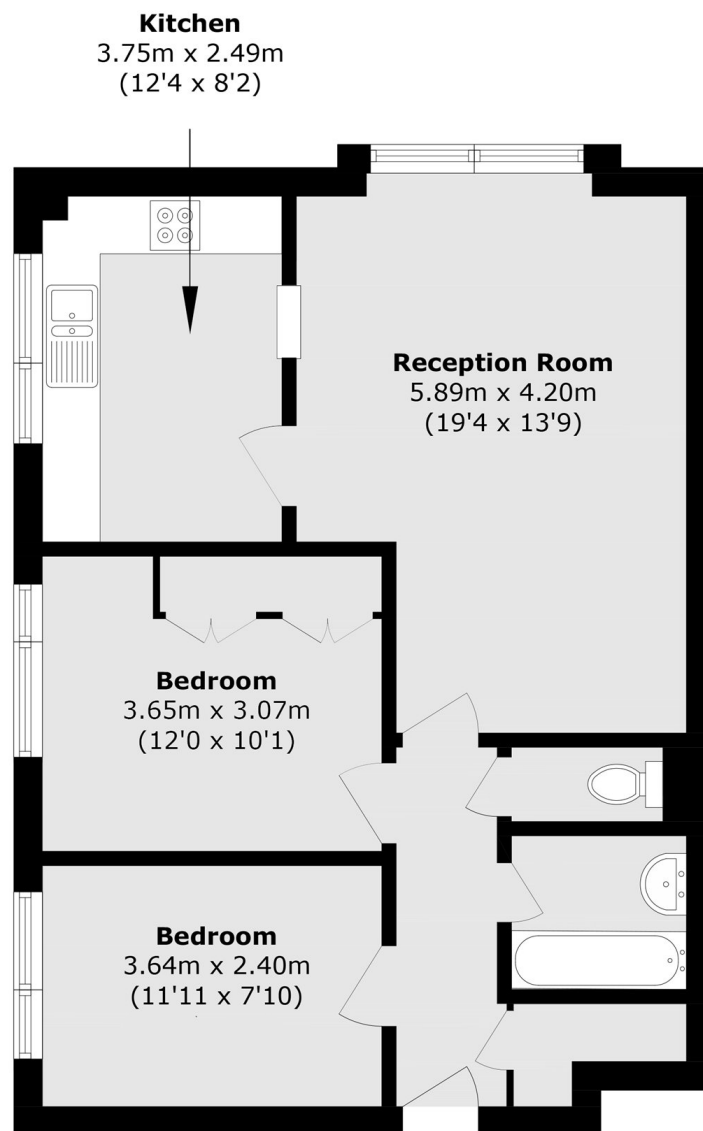 Kitchen
3.75m x 2.49m
(12'4 x 8'2)
Reception Room
5.89m x 4.20m
(19'4 x 13'9)
Bedroom
3.65m x 3.07m
(12'0 x 10'1)
Bedroom
3.64m x 2.40m
(11'11 x 7'10)